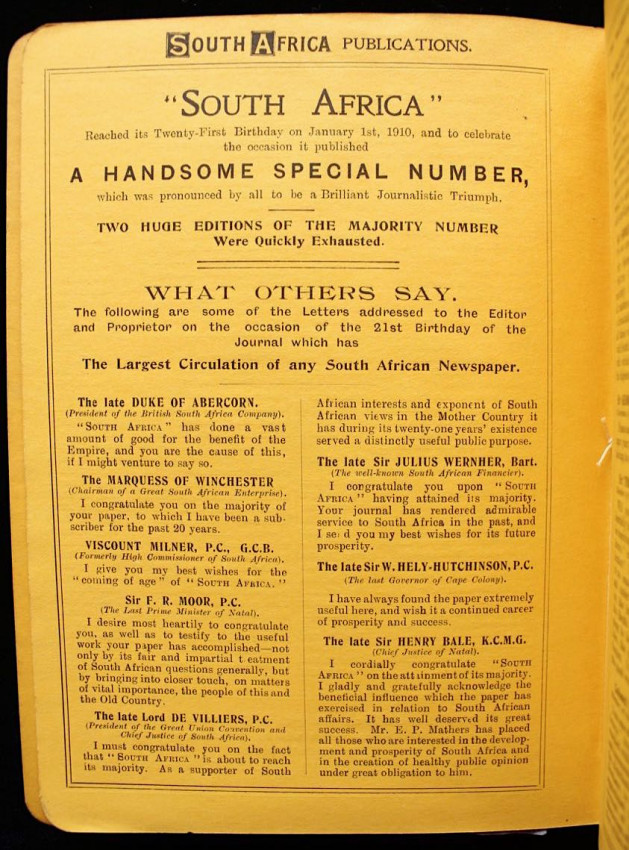 SOUTH AFRICA PUBLICATIONS.
"SOUTH AFRICA"
Reached its Twenty-First Birthday on January 1st, 1910, and to celebrate
the occasion it published
A HANDSOME SPECIAL NUMBER,
which was pronounced by all to be a Brilliant Journalistic Triumph.
TWO HUGE EDITIONS OF THE MAJORITY NUMBER
Were Quickly Exhausted.
WHAT OTHERS SAY.
The following are some of the Letters addressed to the Editor
and Proprietor on the occasion of the 21st Birthday of the
Journal which has
The Largest Circulation of any South African Newspaper.
The late DUKE OF ABERCORN.
(President of the British South Africa Company).
"SOUTH AFRICA" has done a vast
amount of good for the benefit of the
Empire, and you are the cause of this,
if I might venture to say so.
The MARQUESS OF WINCHESTER
(Chairman of a Great South African Enterprise).
I congratulate you on the majority of
your paper, to which I have been a sub-
scriber for the past 20 years.
VISCOUNT MILNER, P.C., G.C.B.
(Formerly High Commissioner of South Africa).
I give you my best wishes for the
"coming of age" of "SOUTH AFRICA."
Sir F. R. MOOR, P.C.
(The Last Prime Minister of Natal).
I desire most heartily to congratulate
you, as well as to testify to the useful
work your paper has accomplished—not
only by its fair and impartial t eatment
of South African questions generally, but
by bringing into closer touch, on matters
of vital importance, the people of this and
the Old Country.
The late Lord DE VILLIERS, P.C.
(President of the Great Union Convention and
Chief Justice of South Africa).
I must congratulate you on the fact
that "SOUTH AFRICA" is about to reach
its majority. As a supporter of South
African interests and exponent of South
African views in the Mother Country it
has during its twenty-one years' existence
served a distinctly useful public purpose.
The late Sir JULIUS WERNHER, Bart.
(The well-known South African Financier).
I congratulate you upon "SOUTH
AFRICA" having attained its majority.
Your journal has rendered admirable
service to South Africa in the past, and
I se d you my best wishes for its future
prosperity.
The late Sir W. HELY-HUTCHINSON, P.C.
(The last Governor of Cape Colony).
I have always found the paper extremely
useful here, and wish it a continued career
of prosperity and success.
The late Sir HENRY BALE, K.C.M.G.
(Chief Justice of Natal).
I cordially congratulate "SOUTH
AFRICA" on the att inment of its majority.
I gladly and gratefully acknowledge the
beneficial influence which the paper has
exercised in relation to South African
affairs. It has well deserved its great
success. Mr. E. P. Mathers has placed
all those who are interested in the develop-
ment and prosperity of South Africa and
in the creation of healthy public opinion
under great obligation to him.